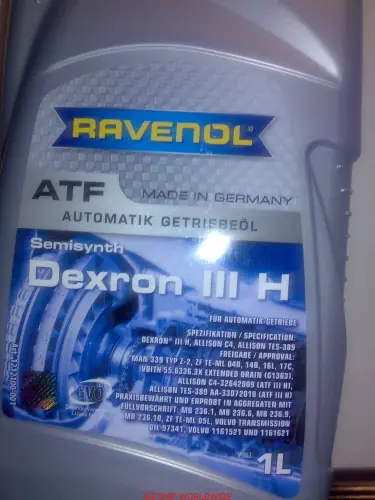 RAVENOL
ATF
MADE IN GERMANY
AUTOMATIK GETRIEBEÖL
Semisynth
Dexron III H
FÜR AUTOMATIK-GETRIEBE
SPEZIFIKATION / SPECIFICATION:
DEXRON® III H, ALLISON C4, ALLISON TES-389
FREIGABE / APPROVAL:
MAN 339 TYP Z-2, ZF TE-ML 04D, 14B, 16L, 17C,
VOITH 55.6336.3X EXTENDED DRAIN (G1363),
ALLISON C4-32642009 (ATF III H),
ALLISON TES-389 AA-33072010 (ATF III H)
PRAXISBEWÄHRT UND ERPROBT IN AGGREGATEN MIT
FÜLLVORSCHRIFT: MB 236.1, MB 236.6, MB 236.9,
MB 236.10, ZF TE-ML 05L, VOLVO TRANSMISSION
OIL 97341, VOLVO 1161521 UND 1161621
1L
WE SHIP WORLDWIDE